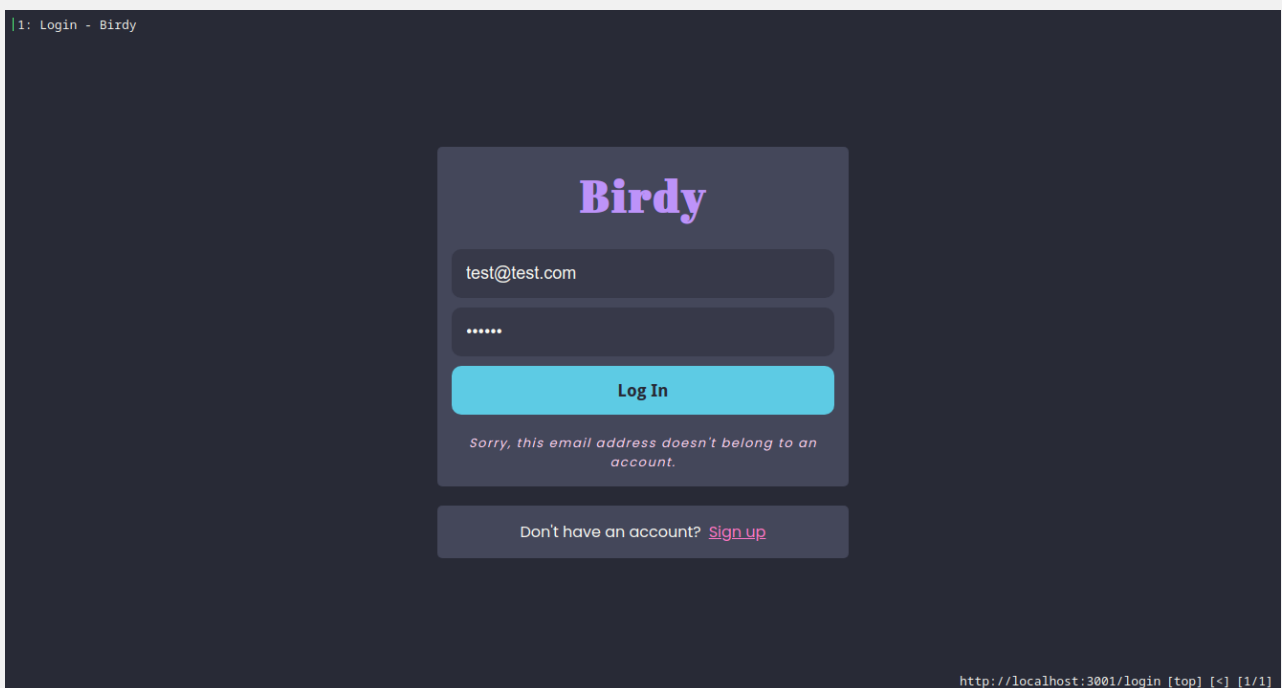 1: Login - Birdy
Birdy
test@test.com
••••••
Log In
Sorry, this email address doesn't belong to an
account.
Don't have an account? Sign up
http://localhost:3001/login [top] [<] [1/1]